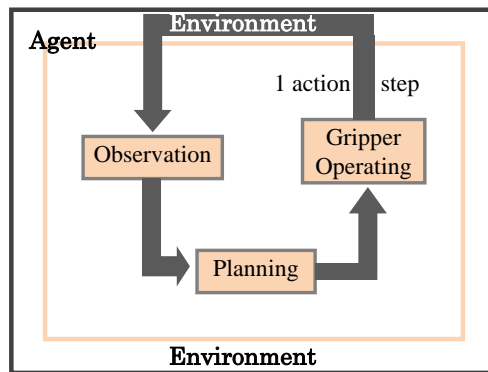 Environment
Agent
1 action step
Observation
Gripper
Operating
Planning
Environment